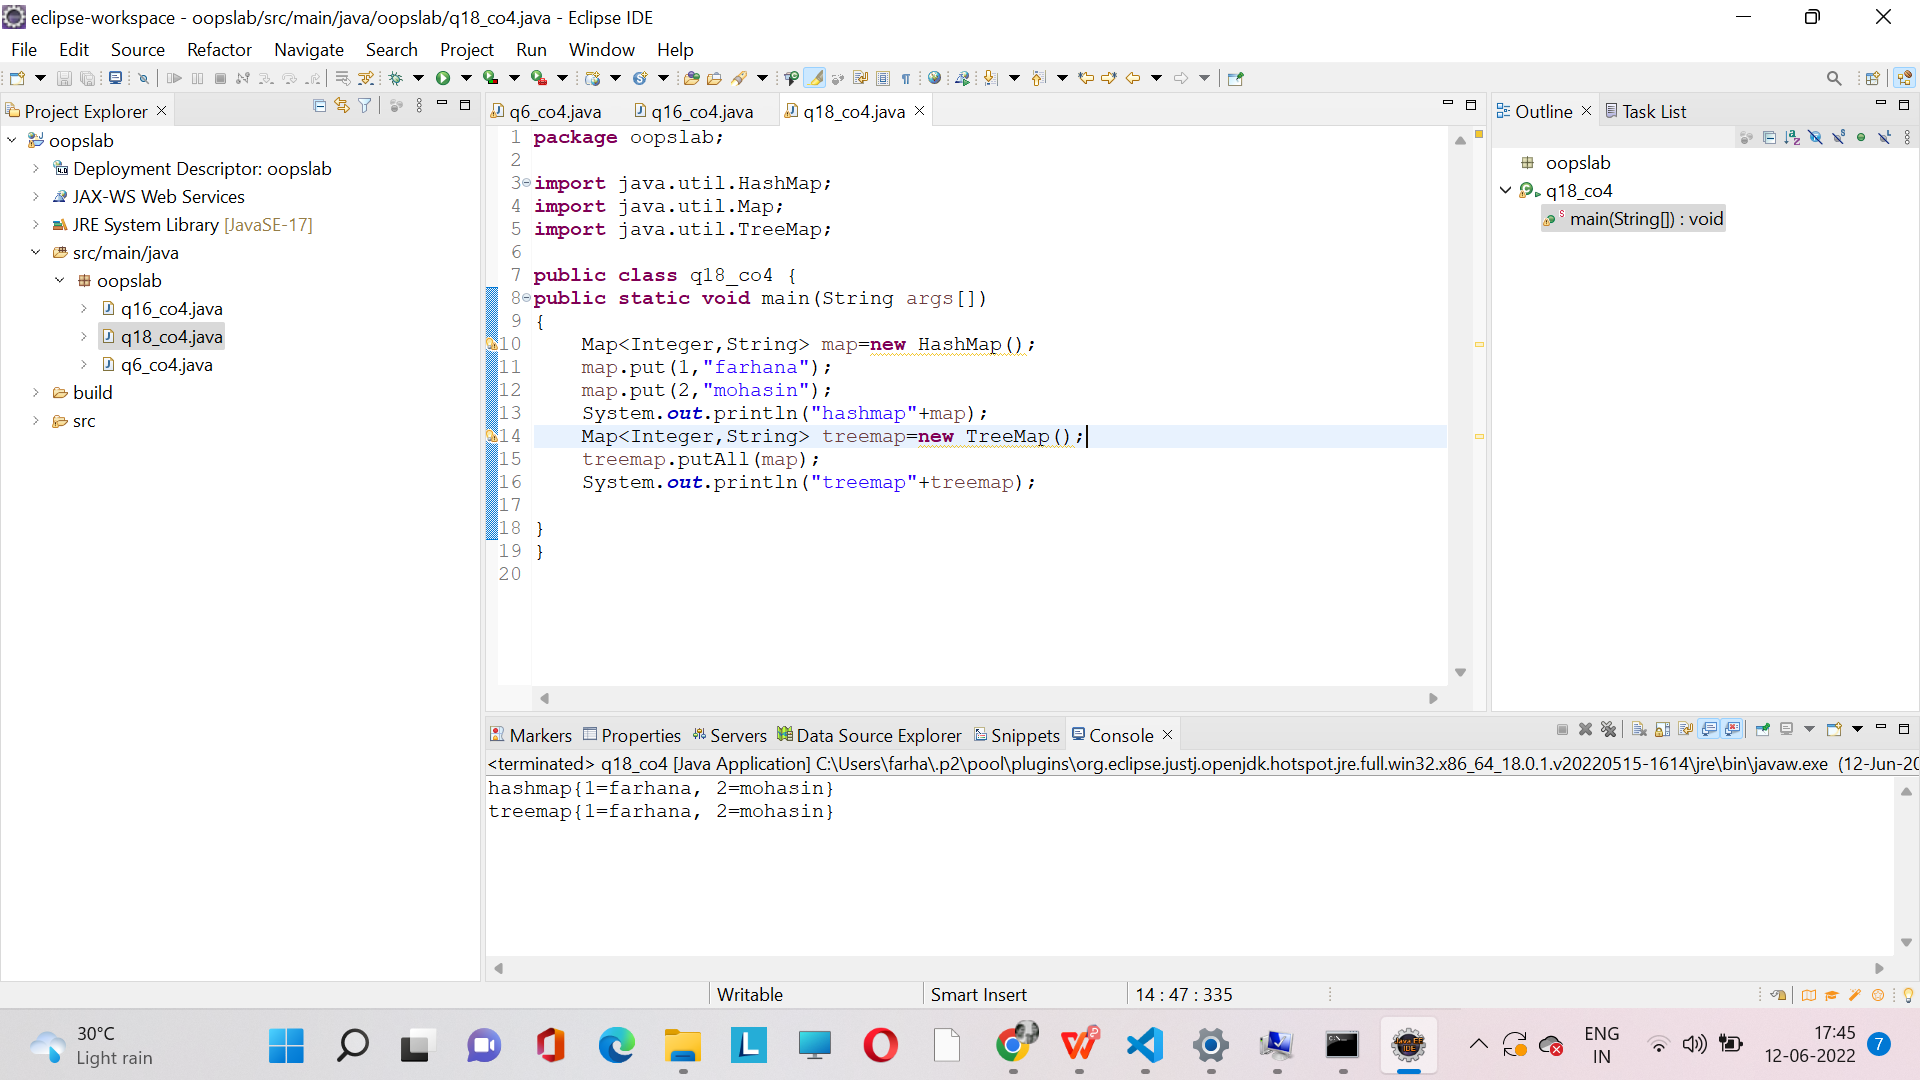 eclipse-workspace - oopslab/src/main/java/oopslab/q18_co4.java - Eclipse IDE
File Edit Source Refactor Navigate Search Project Run Window Help
Project Explorer
oopslab
Deployment Descriptor: oopslab
JAX-WS Web Services
JRE System Library [JavaSE-17]
src/main/java
oopslab
q16_co4.java
q18_co4.java
q6_co4.java
build
src
q6_co4.java q16_co4.java q18_co4.java
1 package oopslab;
2
3 import java.util.HashMap;
4 import java.util.Map;
5 import java.util.TreeMap;
6
7 public class q18_co4 {
8 public static void main(String args[])
9 {
10 Map<Integer,String> map=new HashMap();
11 map.put(1,"farhana");
12 map.put(2,"mohasin");
13 System.out.println("hashmap"+map);
14 Map<Integer,String> treemap=new TreeMap();
15 treemap.putAll(map);
16 System.out.println("treemap"+treemap);
17
18 }
19 }
20
Outline Task List
oopslab
q18_co4
main(String[]) : void
Markers Properties Servers Data Source Explorer Snippets Console
<terminated> q18_co4 [Java Application] C:\Users\farha\.p2\pool\plugins\org.eclipse.justj.openjdk.hotspot.jre.full.win32.x86_64_18.0.1.v20220515-1614\jre\bin\javaw.exe (12-Jun-20
hashmap{1=farhana, 2=mohasin}
treemap{1=farhana, 2=mohasin}
Writable Smart Insert 14 : 47 : 335
30°C
Light rain
ENG
IN
17:45
12-06-2022
7